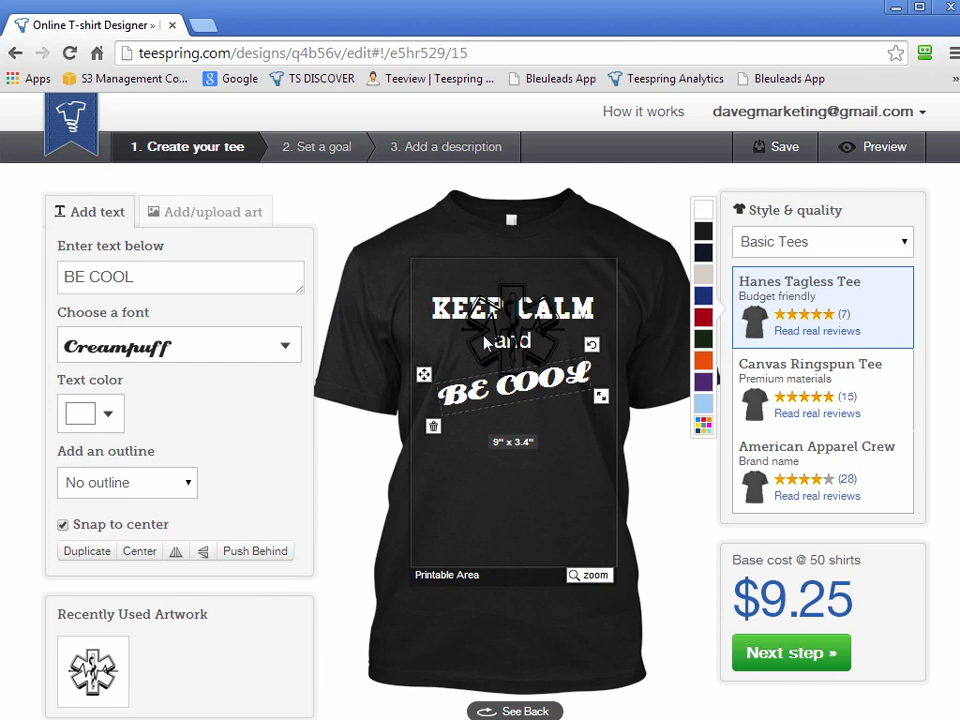 Online T-shirt Designer »
teespring.com/designs/q4b56v/edit#!/e5hr529/15
Apps S3 Management Co... Google TS DISCOVER Teeview | Teespring ... Bleuleads App Teespring Analytics Bleuleads App »
How it works davegmarketing@gmail.com
1. Create your tee 2. Set a goal 3. Add a description Save Preview
Add text Add/upload art
Enter text below
BE COOL
Choose a font
Creampuff
Text color
Add an outline
No outline
Snap to center
Duplicate Center Push Behind
Recently Used Artwork
KEEP CALM
and
BE COOL
9" x 3.4"
Printable Area zoom
See Back
Style & quality
Basic Tees
Hanes Tagless Tee
Budget friendly
(7)
Read real reviews
Canvas Ringspun Tee
Premium materials
(15)
Read real reviews
American Apparel Crew
Brand name
(28)
Read real reviews
Base cost @ 50 shirts
$9.25
Next step »